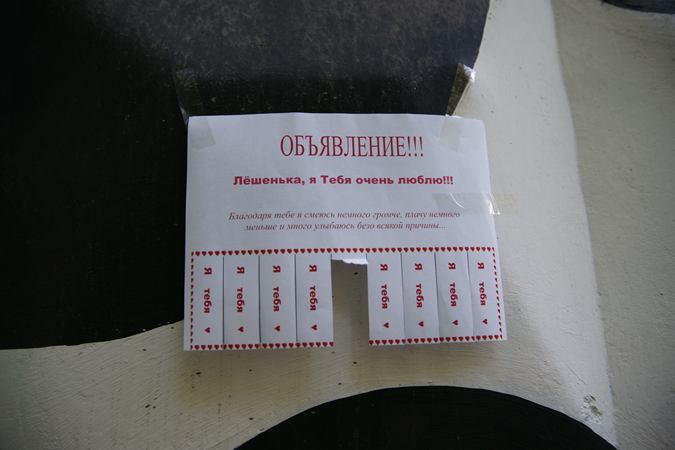 ОБЪЯВЛЕНИЕ!!!
Лёшенька, я Тебя очень люблю!!!
Благодаря тебе я смеюсь немного громче, плачу немного
меньше и много улыбаюсь безо всякой причины...
Я тебя ♥
Я тебя ♥
Я тебя ♥
Я тебя ♥
Я тебя ♥
Я тебя ♥
Я тебя ♥
Я тебя ♥